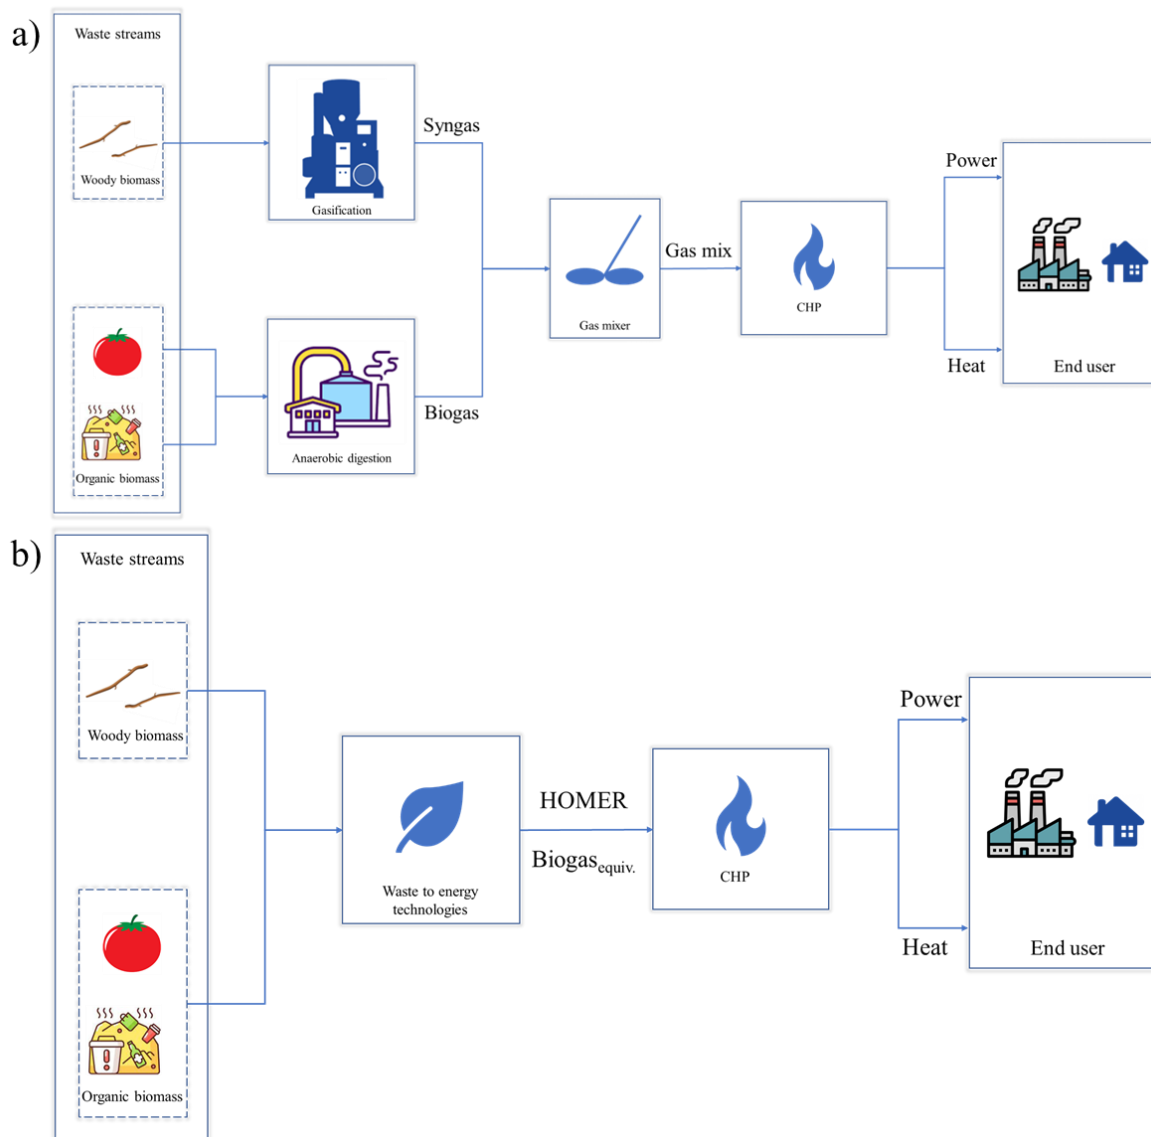 a)
Waste streams
Woody biomass
Organic biomass
Gasification
Syngas
Anaerobic digestion
Biogas
Gas mixer
Gas mix
CHP
Power
Heat
End user
b)
Waste streams
Woody biomass
Organic biomass
Waste to energy
technologies
HOMER
Biogasequiv.
CHP
Power
Heat
End user